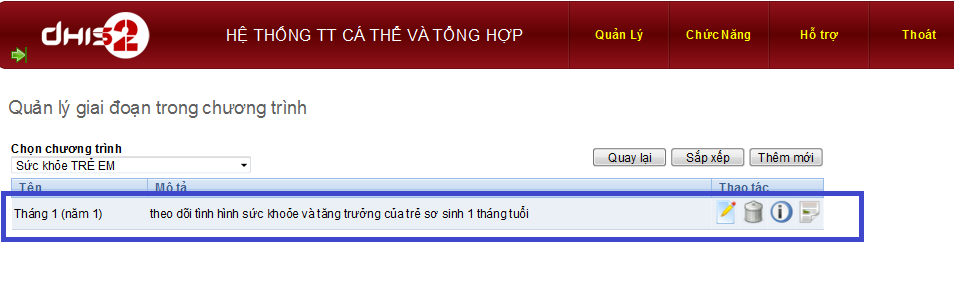 dHIS2
HỆ THỐNG TT CÁ THỂ VÀ TỔNG HỢP
Quản Lý
Chức Năng
Hỗ trợ
Thoát
Quản lý giai đoạn trong chương trình
Chọn chương trình
Sức khỏe TRẺ EM
Quay lại
Sắp xếp
Thêm mới
Tên
Mô tả
Thao tác
Tháng 1 (năm 1)
theo dõi tình hình sức khỏe và tăng trưởng của trẻ sơ sinh 1 tháng tuổi